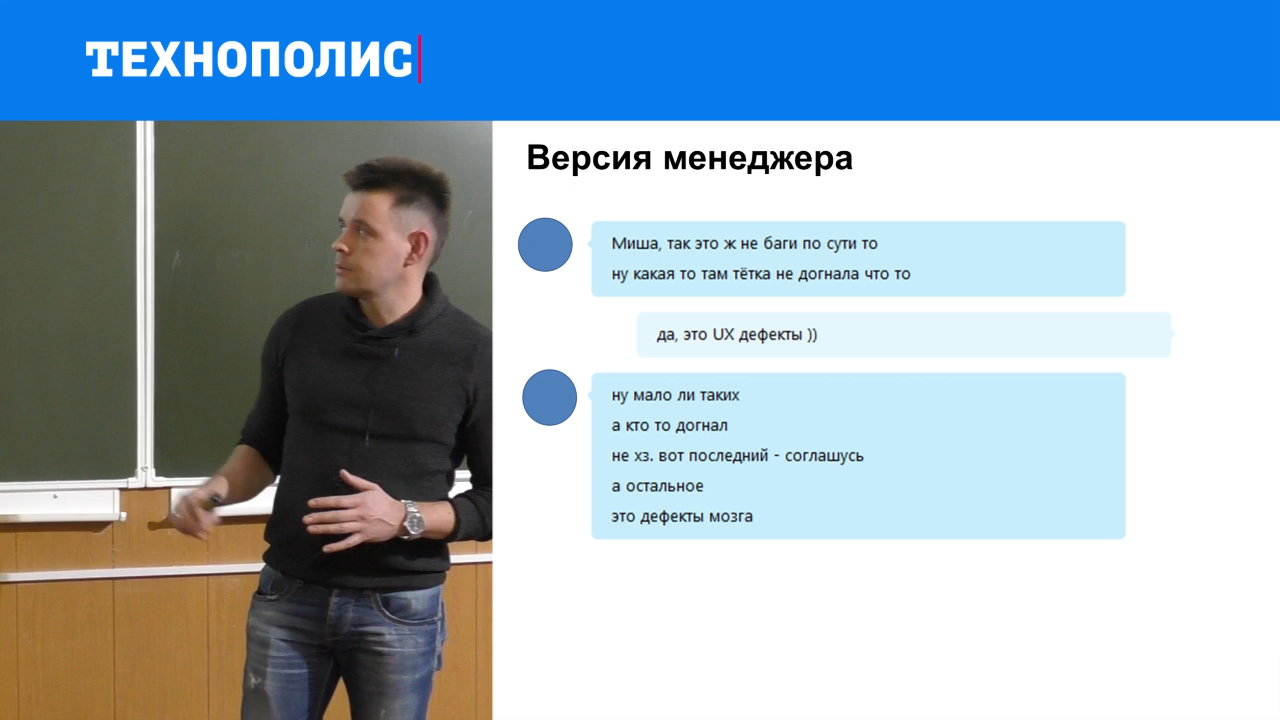 ТЕХНОПОЛИС
Версия менеджера
Миша, так это ж не баги по сути то
ну какая то там тётка не догнала что то
да, это UX дефекты ))
ну мало ли таких
а кто то догнал
не хз. вот последний - соглашусь
а остальное
это дефекты мозга